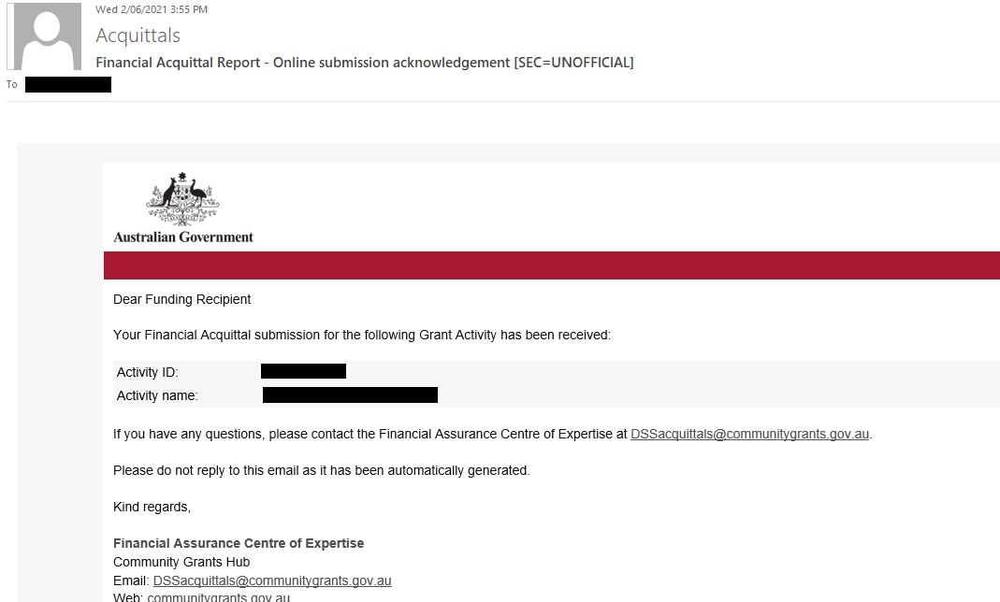 Wed 2/06/2021 3:55 PM
Acquittals
Financial Acquittal Report - Online submission acknowledgement [SEC=UNOFFICIAL]
To
Australian Government
Dear Funding Recipient
Your Financial Acquittal submission for the following Grant Activity has been received:
Activity ID:
Activity name:
If you have any questions, please contact the Financial Assurance Centre of Expertise at DSSacquittals@communitygrants.gov.au.
Please do not reply to this email as it has been automatically generated.
Kind regards,
Financial Assurance Centre of Expertise
Community Grants Hub
Email: DSSacquittals@communitygrants.gov.au
Web: communitygrants.gov.au